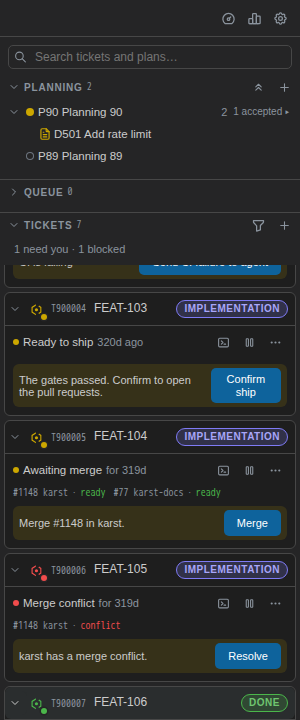 Search tickets and plans…
PLANNING 2
P90 Planning 90 2 1 accepted ▸
D501 Add rate limit
P89 Planning 89
QUEUE 0
TICKETS 7
1 need you · 1 blocked
T900004 FEAT-103 IMPLEMENTATION
Ready to ship 320d ago
The gates passed. Confirm to open
the pull requests.
Confirm
ship
T900005 FEAT-104 IMPLEMENTATION
Awaiting merge for 319d
#1148 karst · ready #77 karst-docs · ready
Merge #1148 in karst. Merge
T900006 FEAT-105 IMPLEMENTATION
Merge conflict for 319d
#1148 karst · conflict
karst has a merge conflict. Resolve
T900007 FEAT-106 DONE